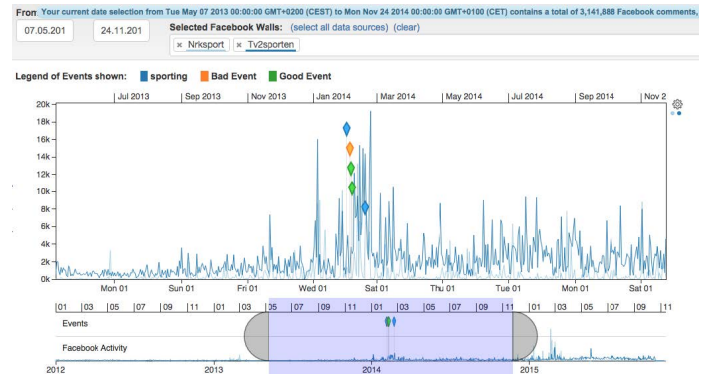 From Your current date selection from Tue May 07 2013 00:00:00 GMT+0200 (CEST) to Mon Nov 24 2014 00:00:00 GMT+0100 (CET) contains a total of 3,141,888 Facebook comments,
07.05.201 24.11.201 Selected Facebook Walls: (select all data sources) (clear)
× Nrksport × Tv2sporten
Legend of Events shown: sporting Bad Event Good Event
Jul 2013 Sep 2013 Nov 2013 Jan 2014 Mar 2014 May 2014 Jul 2014 Sep 2014 Nov 2
20k
18k
16k
14k
12k
10k
8k
6k
4k
2k
0k
Mon 01 Sun 01 Fri 01 Wed 01 Sat 01 Thu 01 Tue 01 Mon 01 Sat 01
01 03 05 07 09 11 01 03 05 07 09 11 01 03 05 07 09 11 01 03 05 07 09 11
Events
Facebook Activity
2012 2013 2014 2015